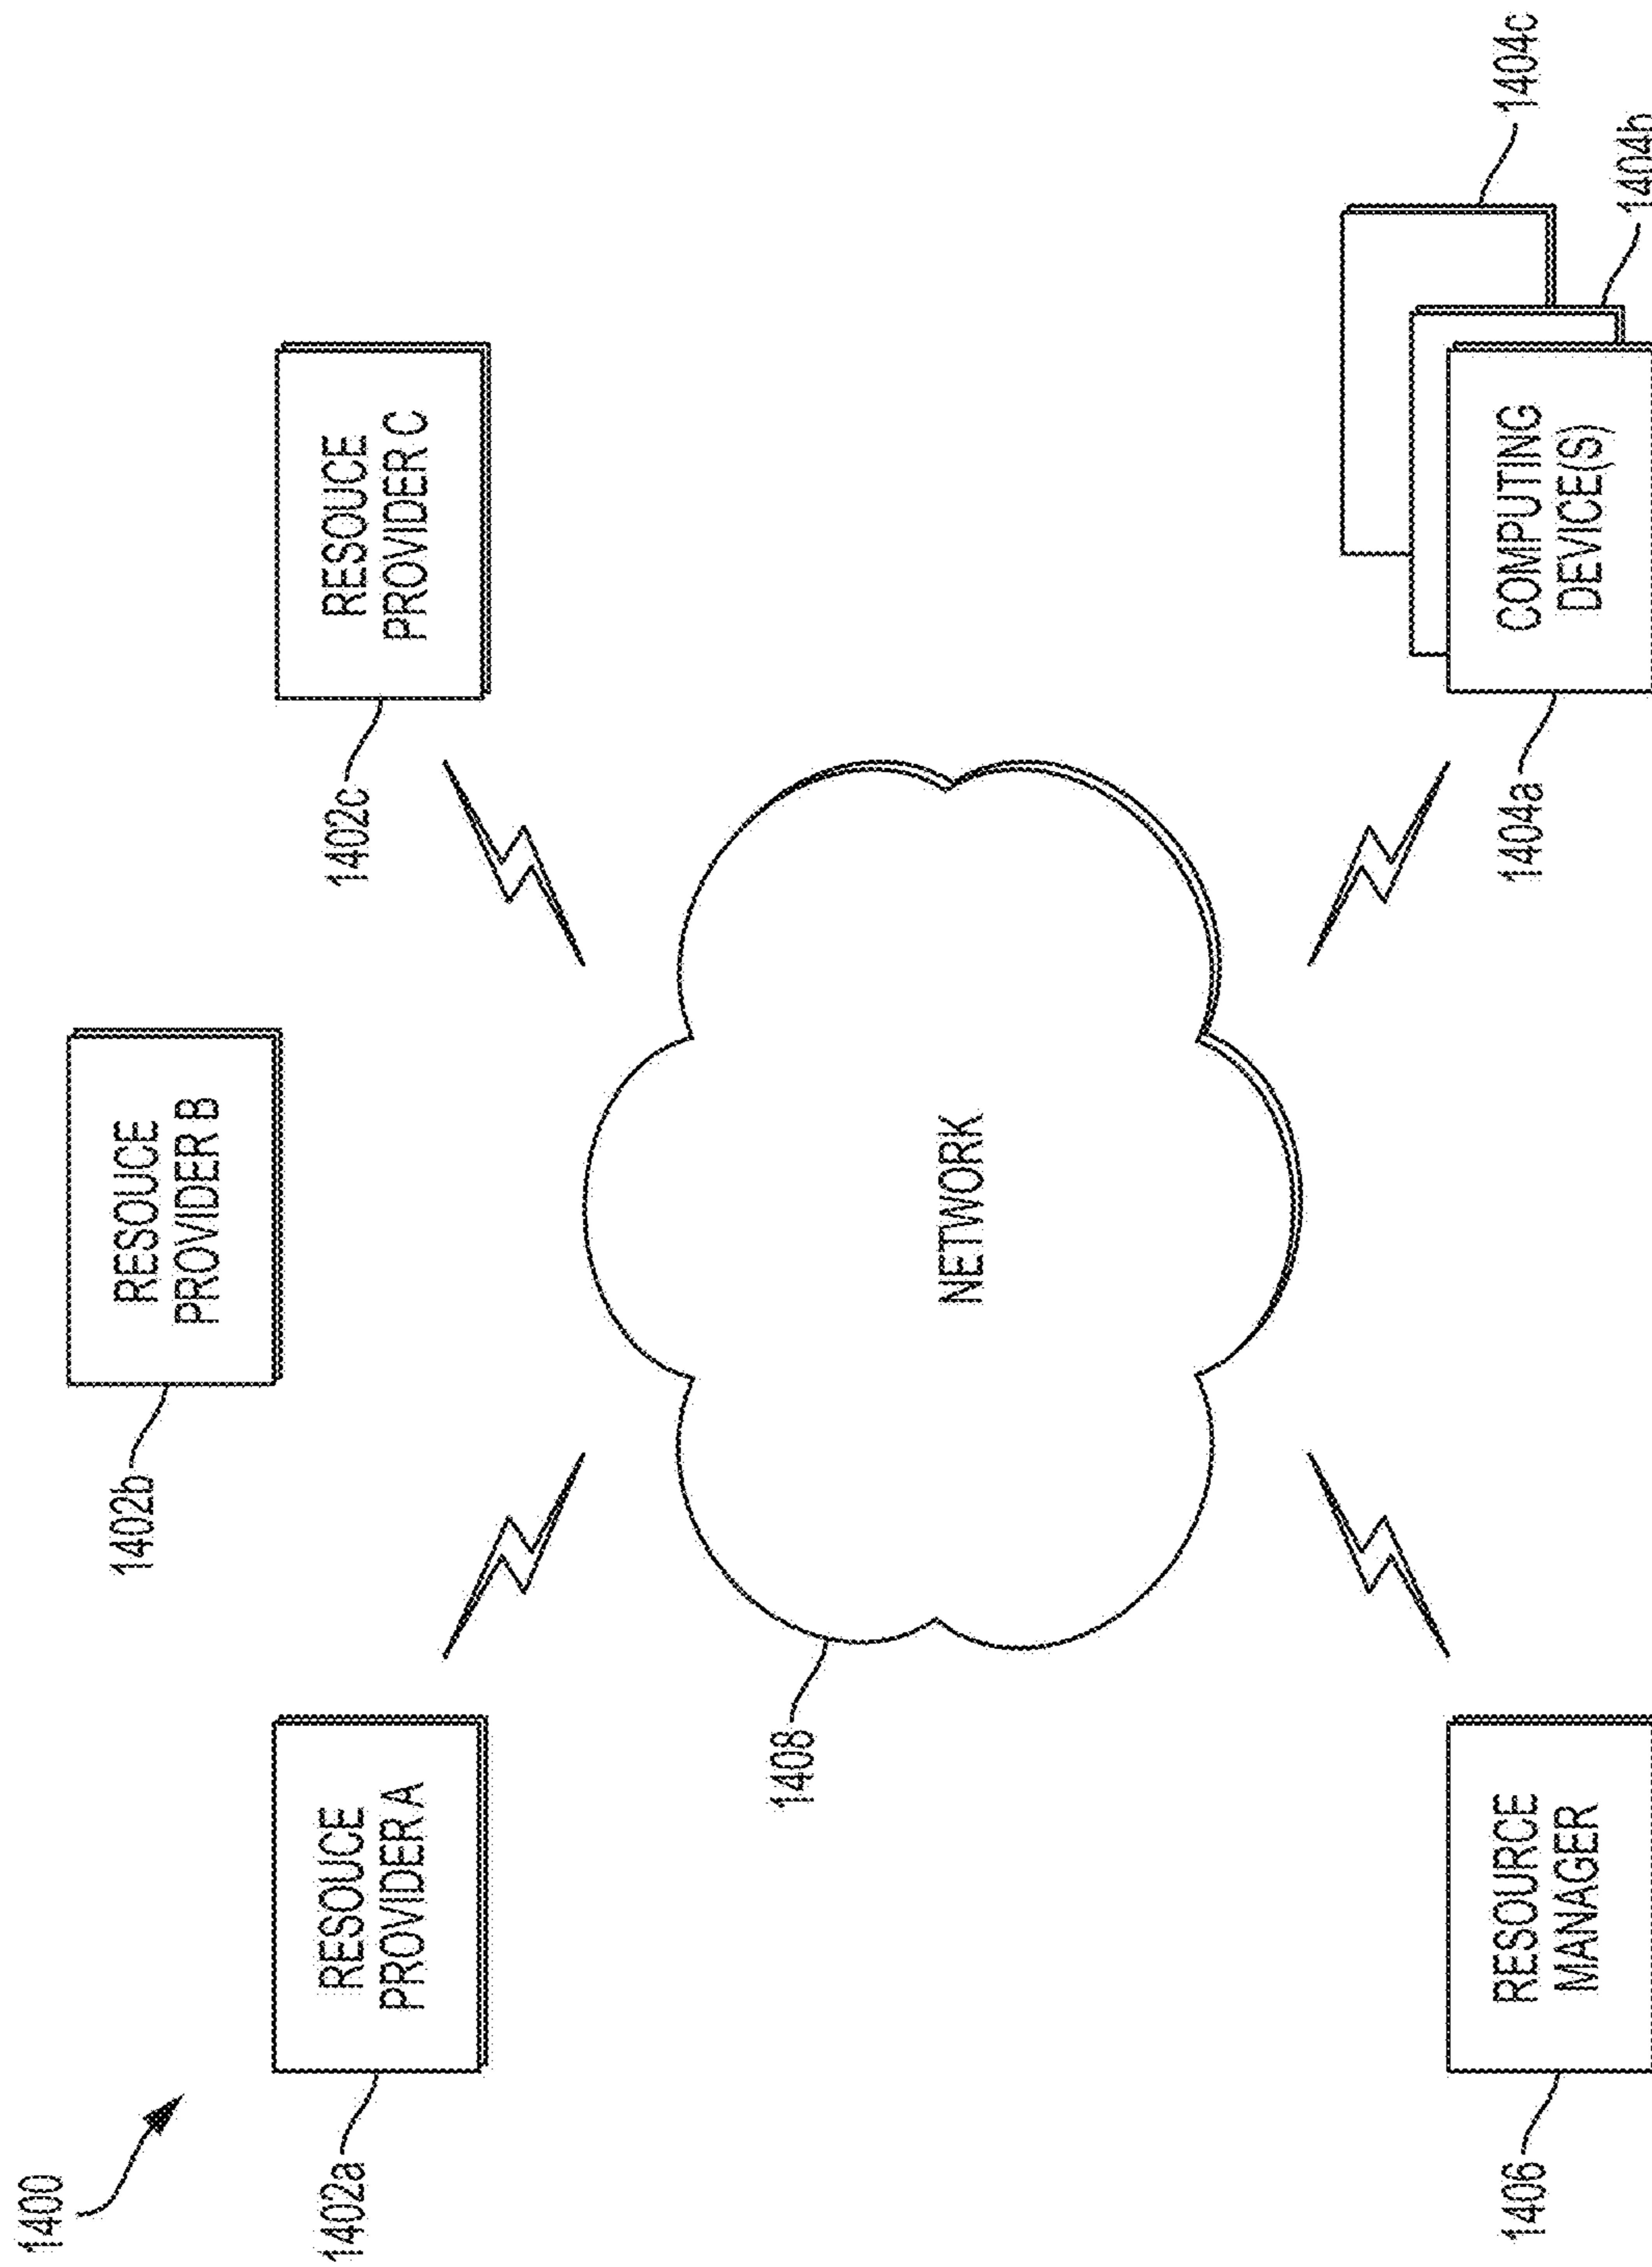 1400
RESOUCE
PROVIDER B
1402b
RESOUCE
PROVIDER A
1402a
RESOUCE
PROVIDER C
1402c
1408
NETWORK
RESOURCE
MANAGER
1406
COMPUTING
DEVICE(S)
1404a
1404b
1404c